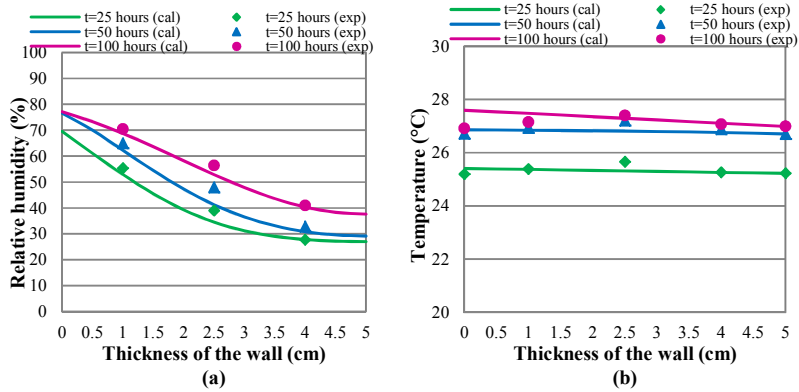 t=25 hours (cal) t=25 hours (exp)
t=50 hours (cal) t=50 hours (exp)
t=100 hours (cal) t=100 hours (exp)
Relative humidity (%)
100
90
80
70
60
50
40
30
20
10
0
0 0.5 1 1.5 2 2.5 3 3.5 4 4.5 5
Thickness of the wall (cm)
(a)
t=25 hours (cal) t=25 hours (exp)
t=50 hours (cal) t=50 hours (exp)
t=100 hours (cal) t=100 hours (exp)
Temperature (°C)
30
28
26
24
22
20
0 0.5 1 1.5 2 2.5 3 3.5 4 4.5 5
Thickness of the wall (cm)
(b)